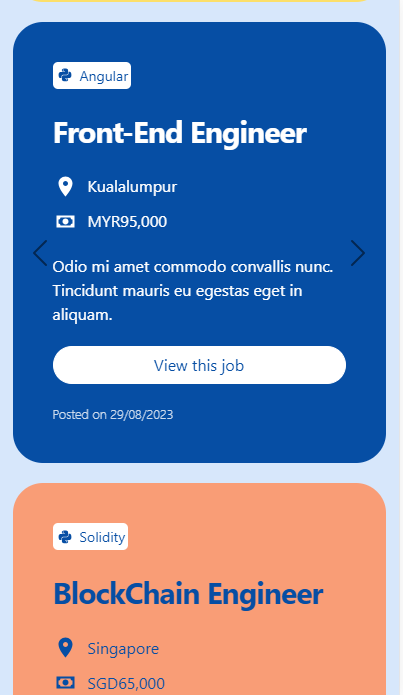 Angular
Front-End Engineer
Kualalumpur
MYR95,000
Odio mi amet commodo convallis nunc.
Tincidunt mauris eu egestas eget in
aliquam.
View this job
Posted on 29/08/2023
Solidity
BlockChain Engineer
Singapore
SGD65,000